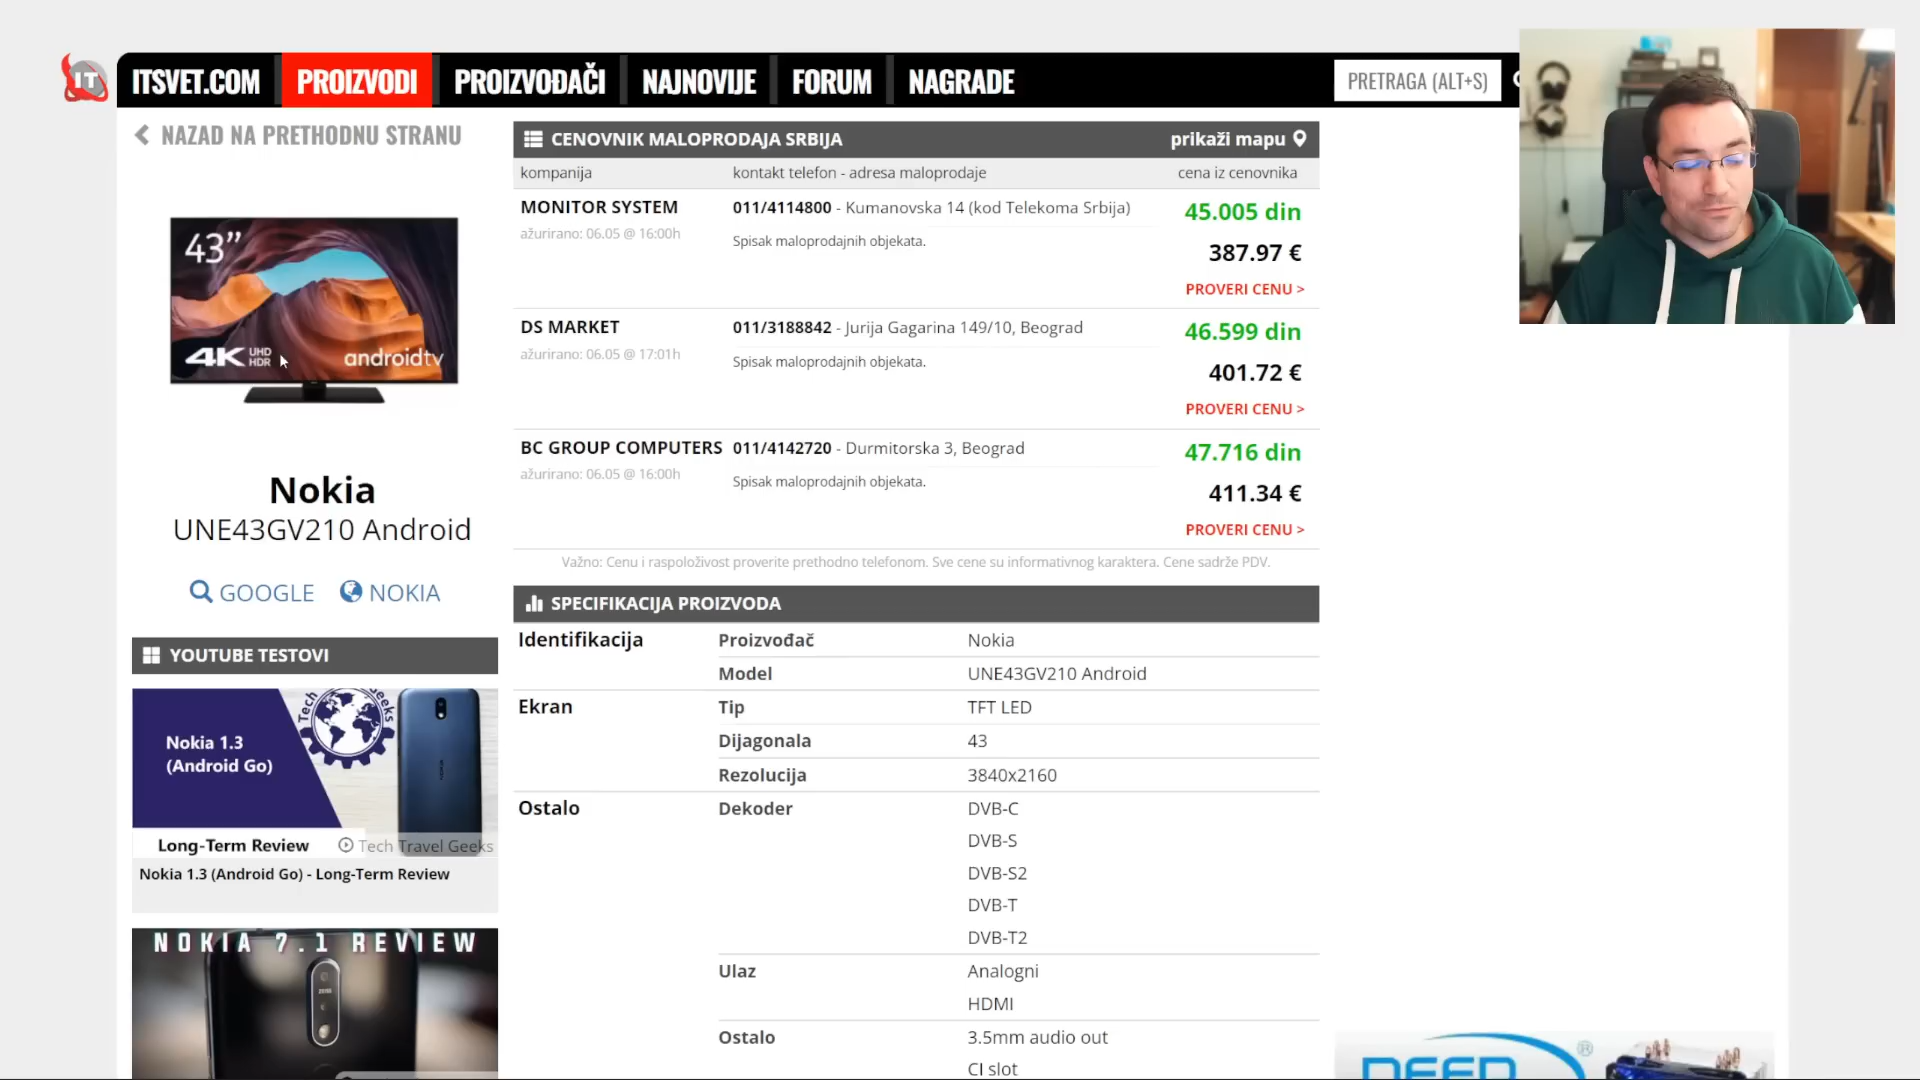 IT
ITSVET.COM
PROIZVODI
PROIZVOĐAČI
NAJNOVIJE
FORUM
NAGRADE
PRETRAGA (ALT+S)
NAZAD NA PRETHODNU STRANU
43”
4K UHD HDR androidtv
Nokia
UNE43GV210 Android
GOOGLE
NOKIA
YOUTUBE TESTOVI
Tech Travel Geeks
Nokia 1.3
(Android Go)
Long-Term Review
Tech Travel Geeks
Nokia 1.3 (Android Go) - Long-Term Review
NOKIA 7.1 REVIEW
CENOVNIK MALOPRODAJA SRBIJA
prikaži mapu
kompanija
kontakt telefon - adresa maloprodaje
cena iz cenovnika
MONITOR SYSTEM
ažurirano: 06.05 @ 16:00h
011/4114800 - Kumanovska 14 (kod Telekoma Srbija)
Spisak maloprodajnih objekata.
45.005 din
387.97 €
PROVERI CENU >
DS MARKET
ažurirano: 06.05 @ 17:01h
011/3188842 - Jurija Gagarina 149/10, Beograd
Spisak maloprodajnih objekata.
46.599 din
401.72 €
PROVERI CENU >
BC GROUP COMPUTERS
ažurirano: 06.05 @ 16:00h
011/4142720 - Durmitorska 3, Beograd
Spisak maloprodajnih objekata.
47.716 din
411.34 €
PROVERI CENU >
Važno: Cenu i raspoloživost proverite prethodno telefonom. Sve cene su informativnog karaktera. Cene sadrže PDV.
SPECIFIKACIJA PROIZVODA
Identifikacija
Proizvođač
Nokia
Model
UNE43GV210 Android
Ekran
Tip
TFT LED
Dijagonala
43
Rezolucija
3840x2160
Ostalo
Dekoder
DVB-C
DVB-S
DVB-S2
DVB-T
DVB-T2
Ulaz
Analogni
HDMI
Ostalo
3.5mm audio out
CI slot